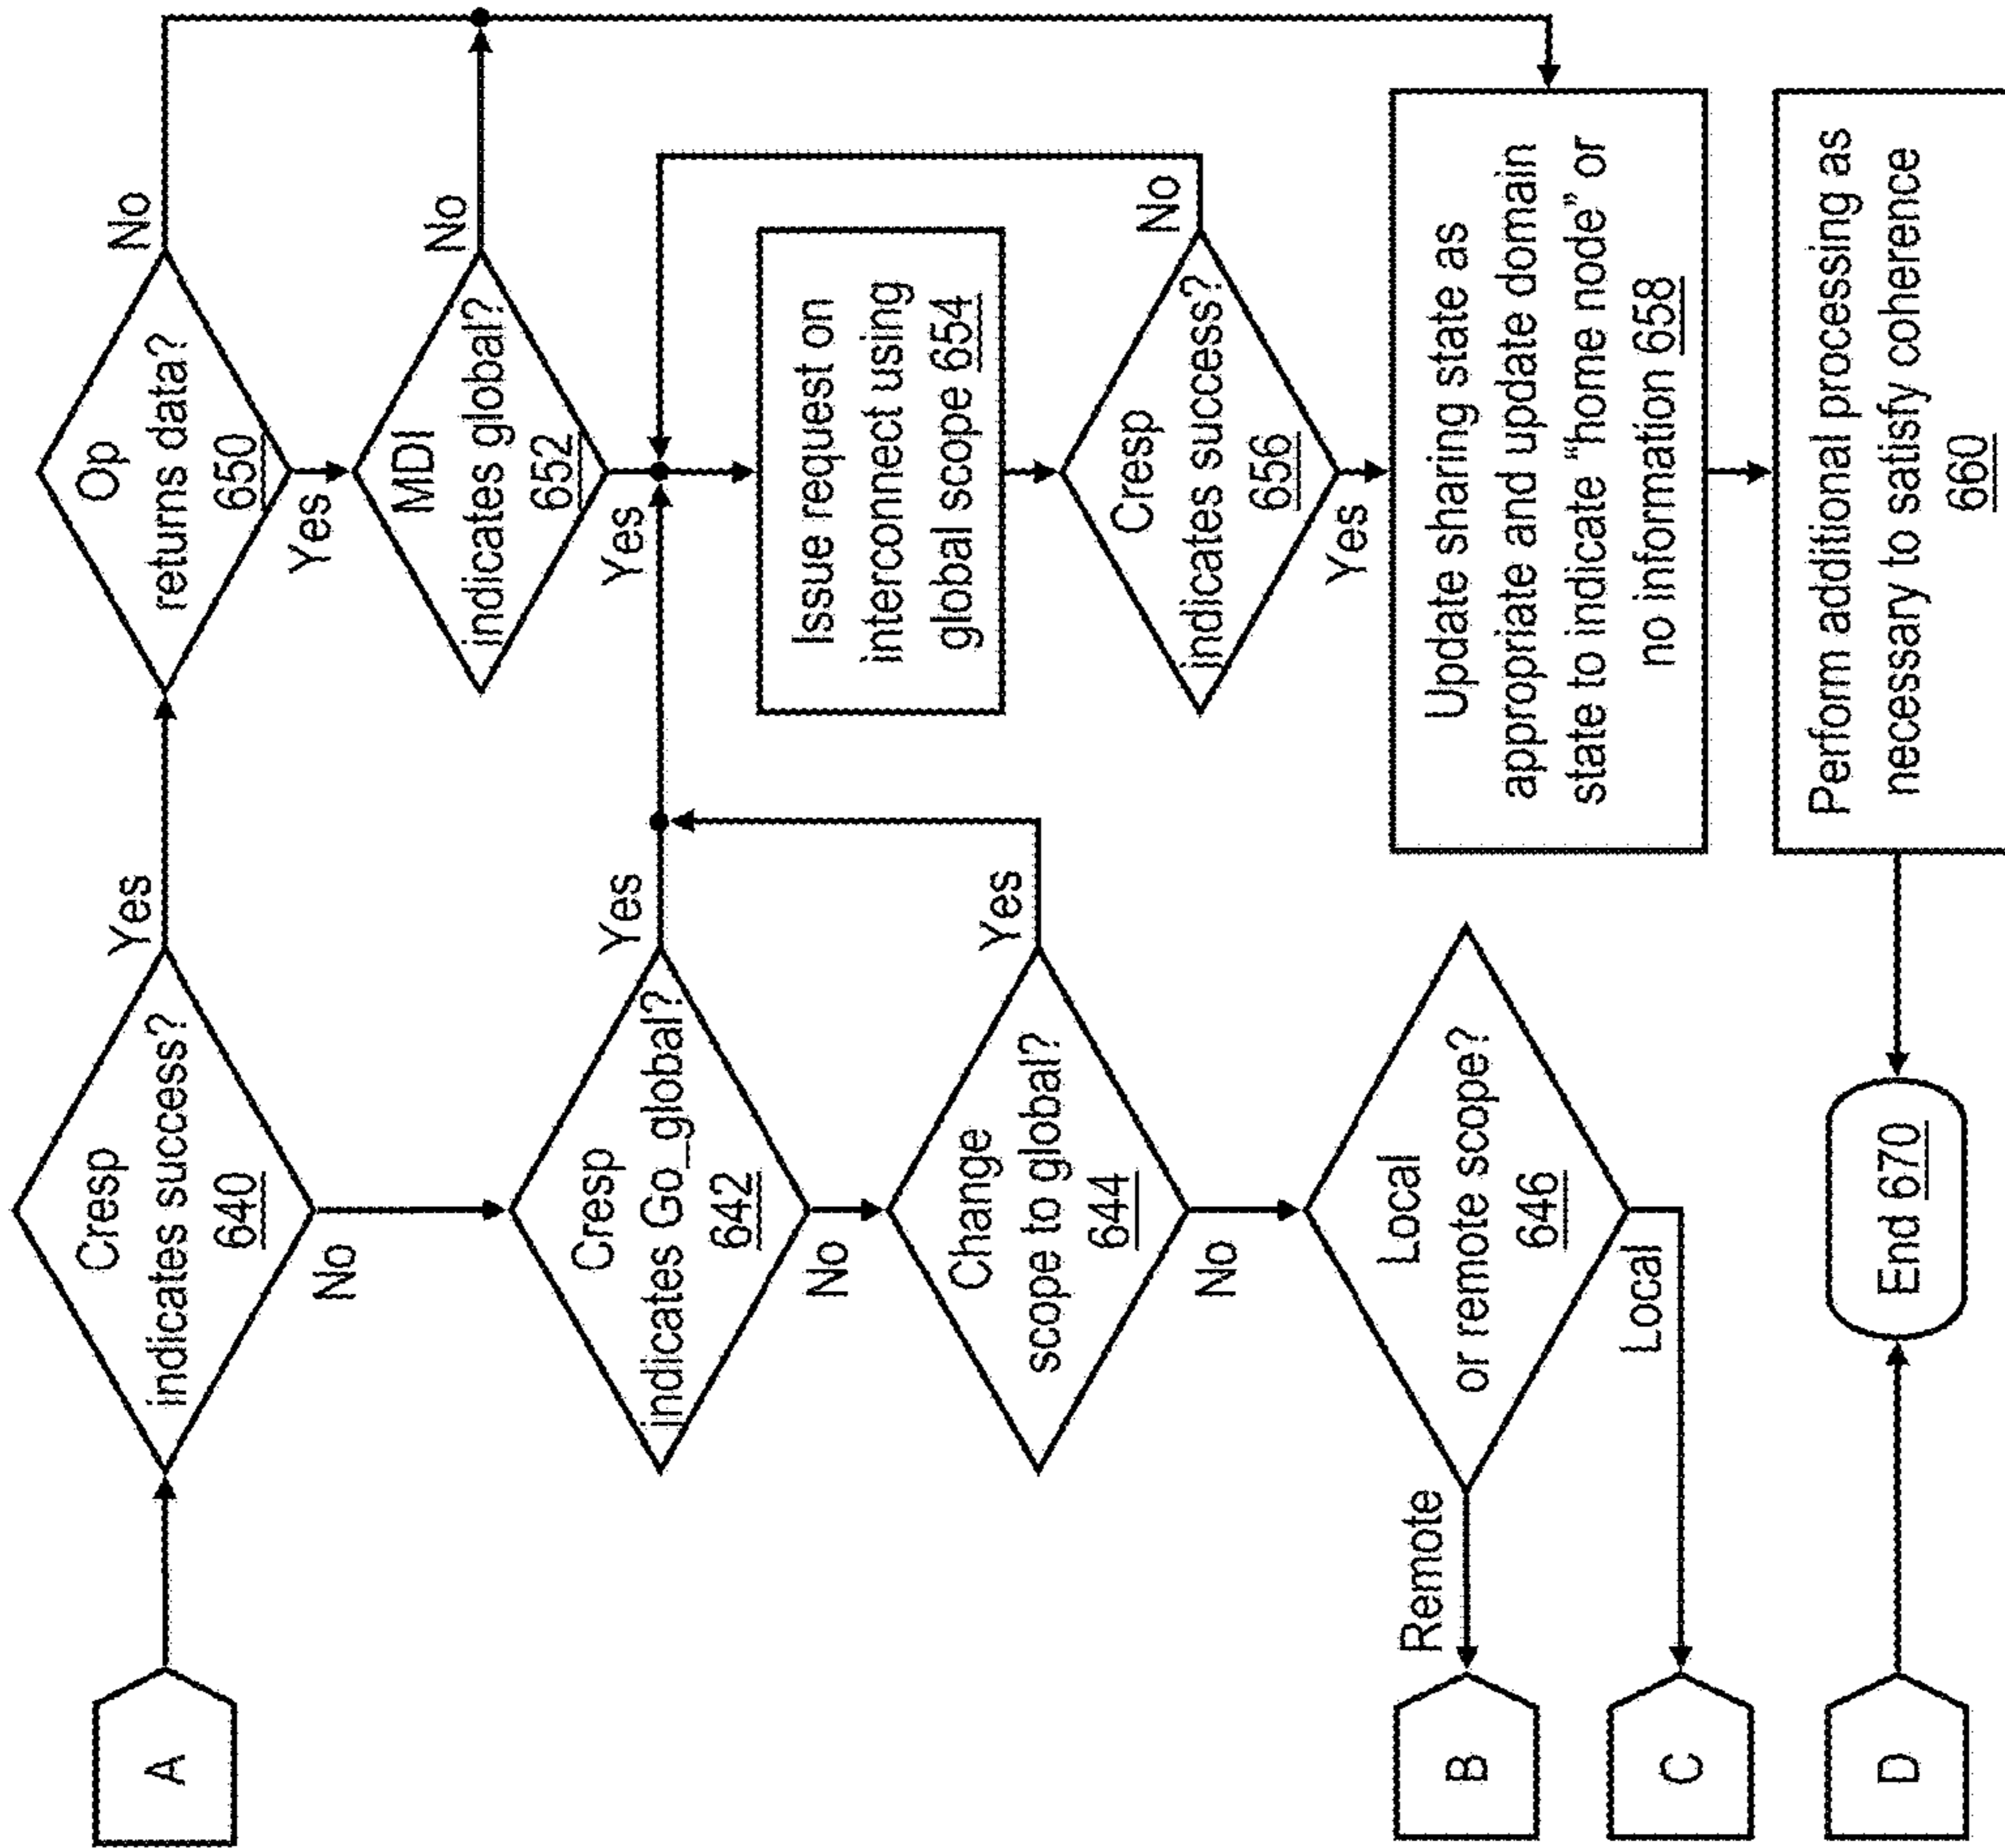 A
Cresp
indicates success?
640
Yes
No
Op
returns data?
650
No
Yes
MDI
indicates global?
652
No
Yes
Cresp
indicates Go_global?
642
Yes
No
Issue request on
interconnect using
global scope 654
Change
scope to global?
644
Yes
No
Cresp
indicates success?
656
No
Yes
Local
or remote scope?
646
Remote
Local
B
C
Update sharing state as
appropriate and update domain
state to indicate “home node” or
no information 658
Perform additional processing as
necessary to satisfy coherence
660
D
End 670